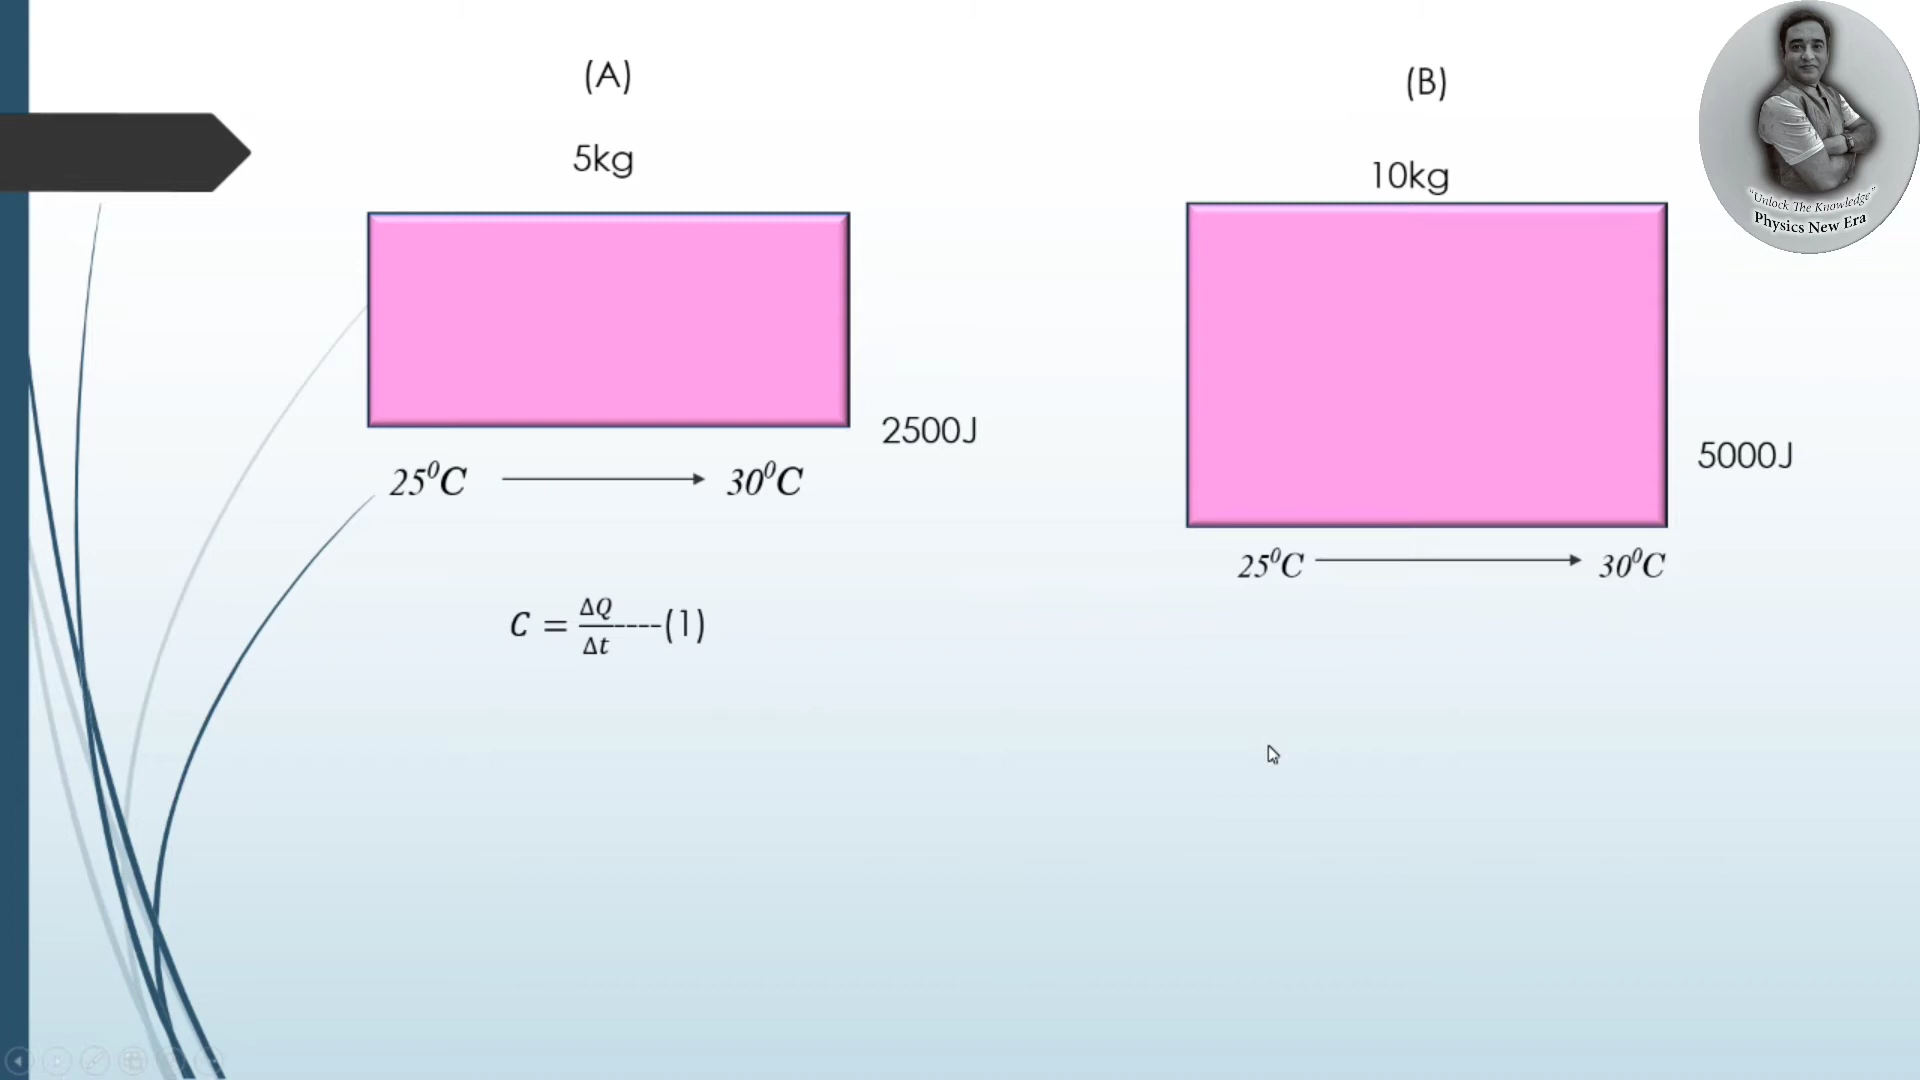 (A)
5kg
2500J
25⁰C → 30⁰C
C = ΔQ/Δt ----(1)
(B)
10kg
5000J
25⁰C → 30⁰C
"Unlock The Knowledge"
Physics New Era